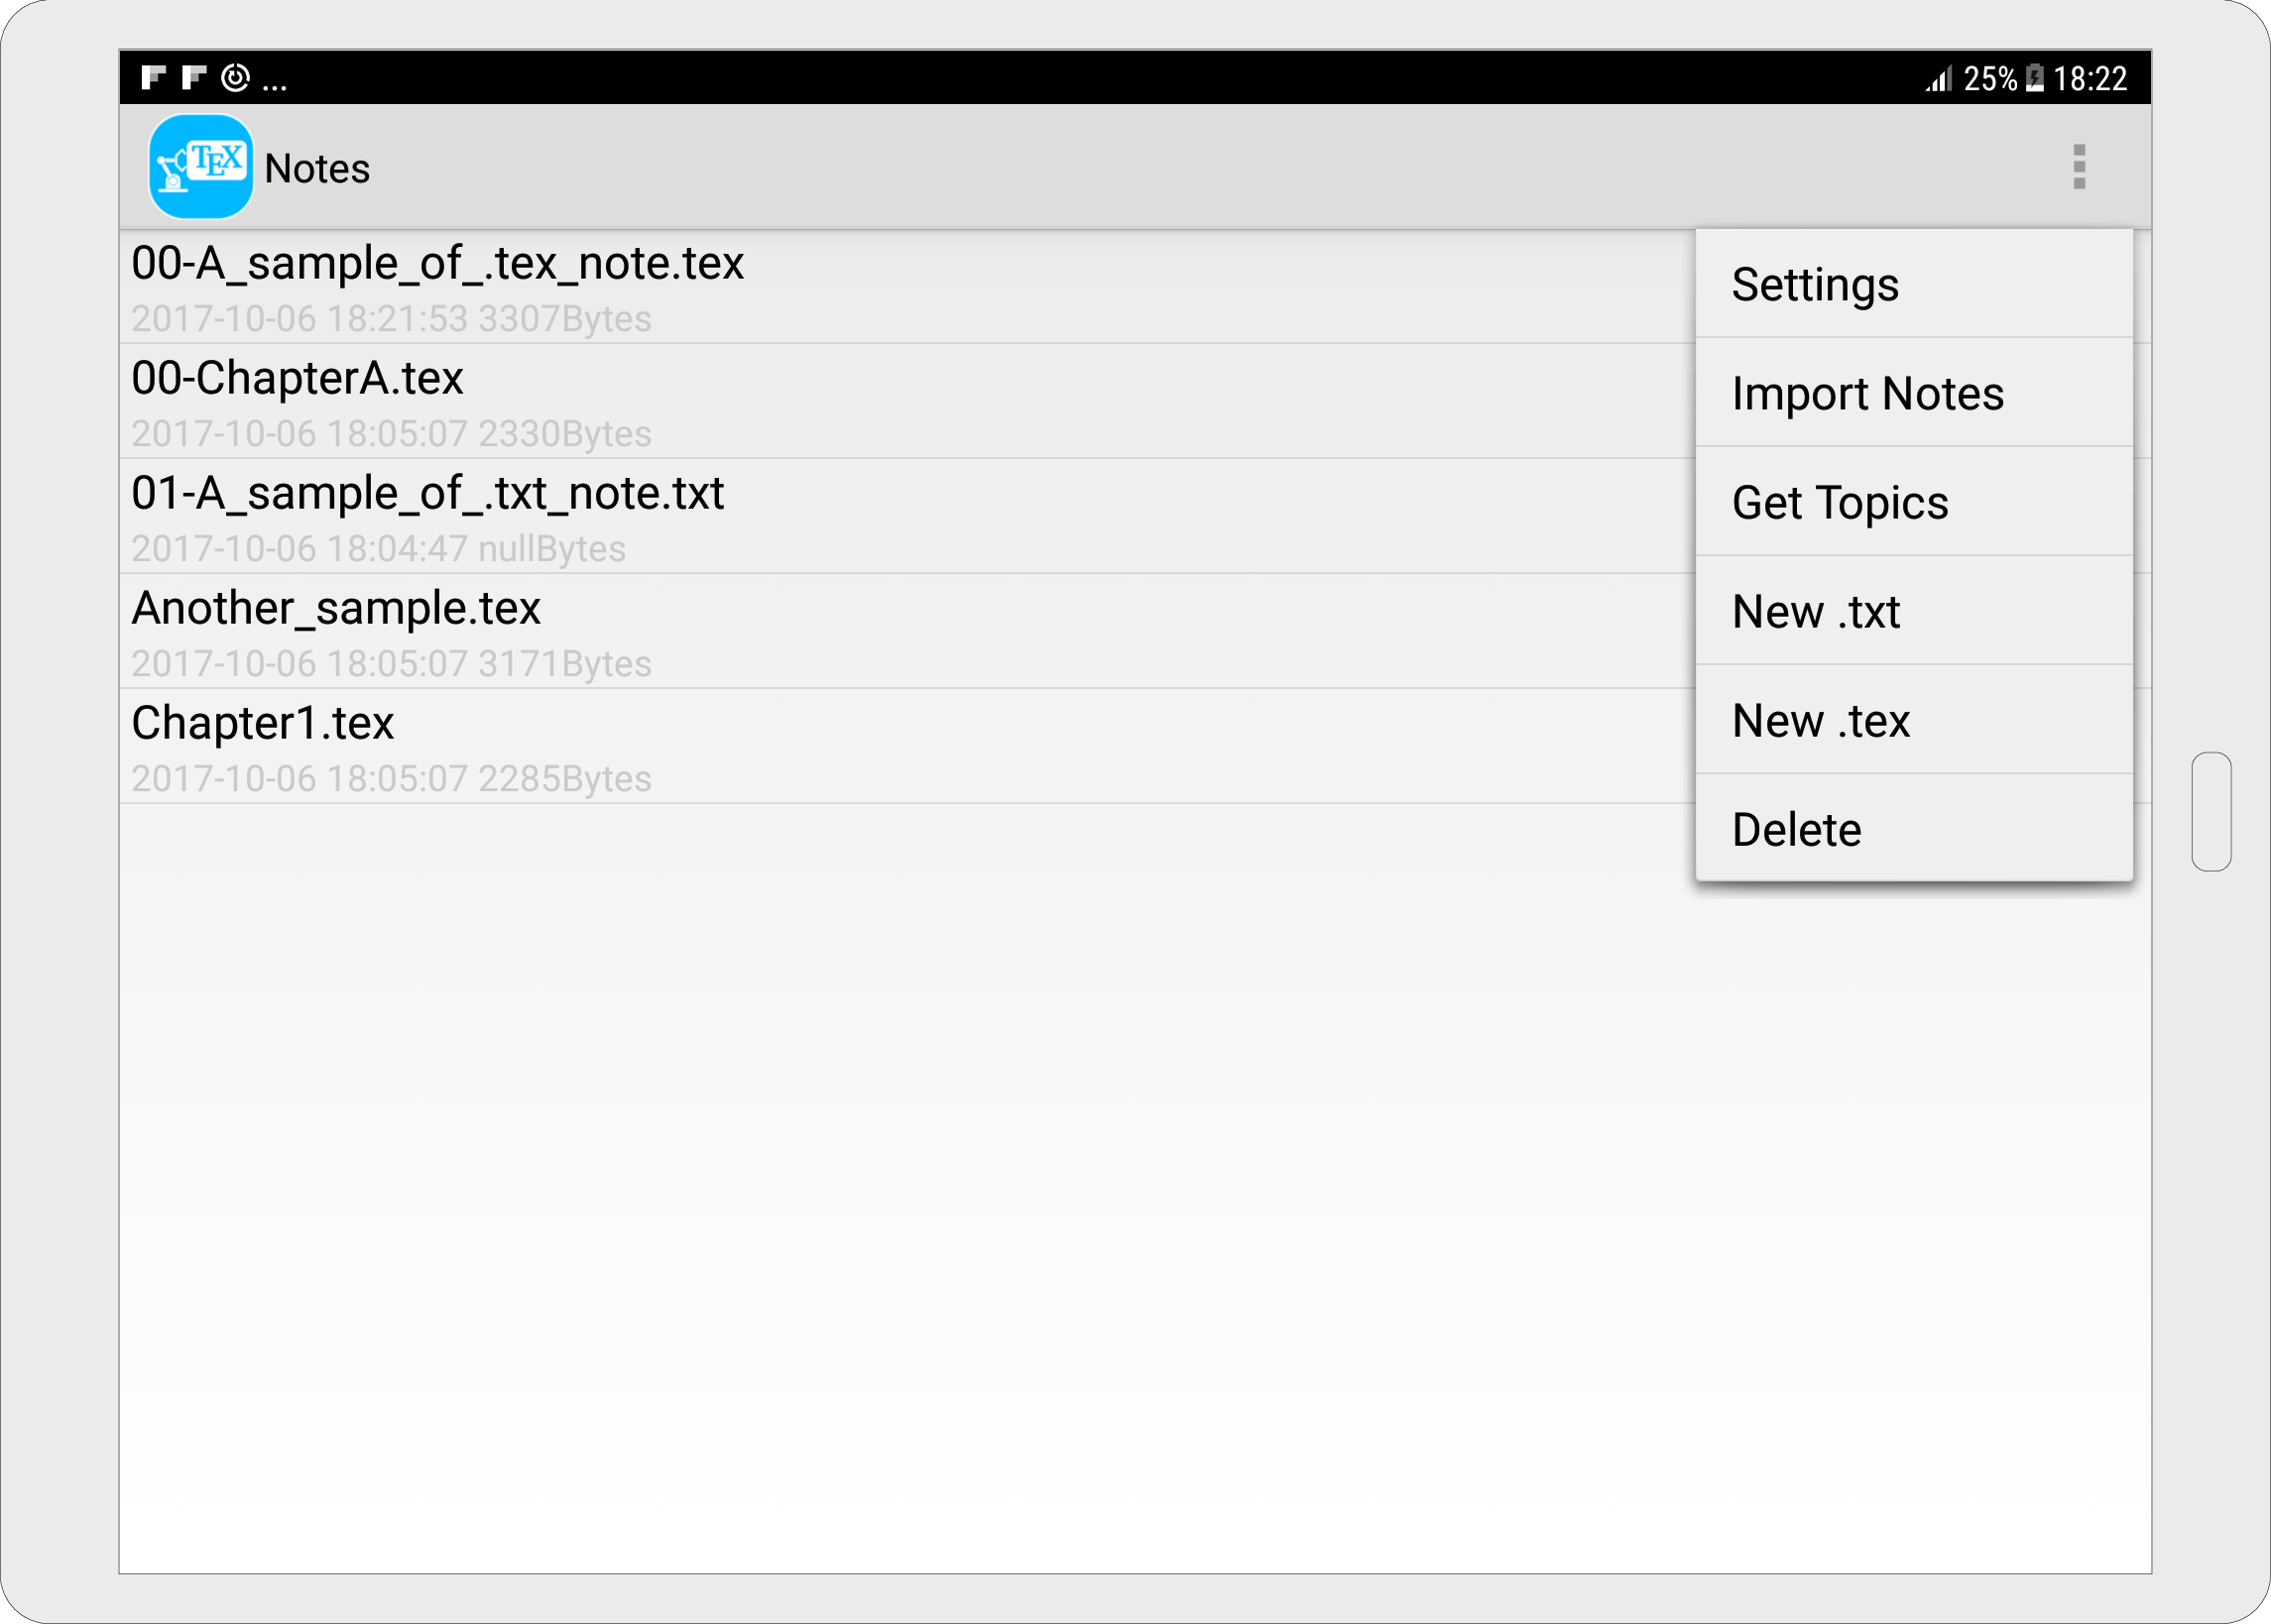 ... 25% 18:22
TEX Notes
00-A_sample_of_.tex_note.tex
2017-10-06 18:21:53 3307Bytes
00-ChapterA.tex
2017-10-06 18:05:07 2330Bytes
01-A_sample_of_.txt_note.txt
2017-10-06 18:04:47 nullBytes
Another_sample.tex
2017-10-06 18:05:07 3171Bytes
Chapter1.tex
2017-10-06 18:05:07 2285Bytes
Settings
Import Notes
Get Topics
New .txt
New .tex
Delete